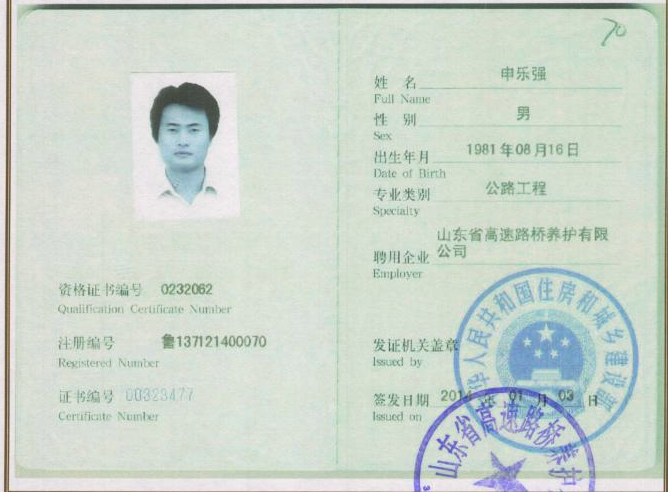 70
姓 名 申乐强
Full Name
性 别 男
Sex
出生年月 1981年08月16日
Date of Birth
专业类别 公路工程
Specialty
山东省高速路桥养护有限
聘用企业 公司
Employer
资格证书编号 0232062
Qualification Certificate Number
注册编号 鲁137121400070
Registered Number
证书编号 00323477
Certificate Number
发证机关盖章
Issued by
签发日期 2014 年 01 月 03 日
Issued on
华人民共和国住房和城乡建设部
山东省高速路桥养护